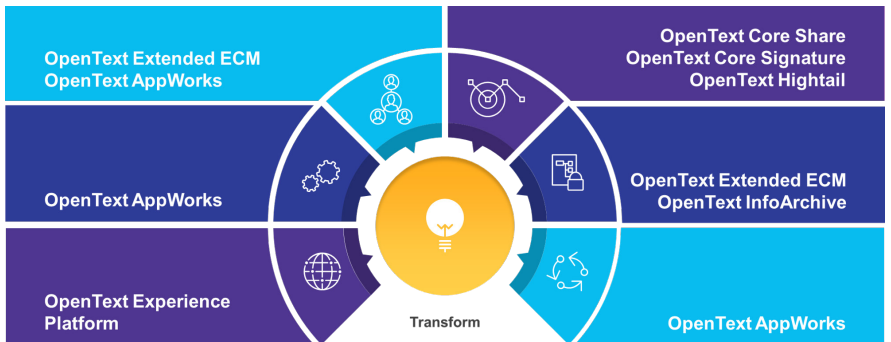 OpenText Extended ECM
OpenText AppWorks
OpenText Core Share
OpenText Core Signature
OpenText Hightail
OpenText AppWorks
OpenText Extended ECM
OpenText InfoArchive
OpenText Experience
Platform
Transform
OpenText AppWorks